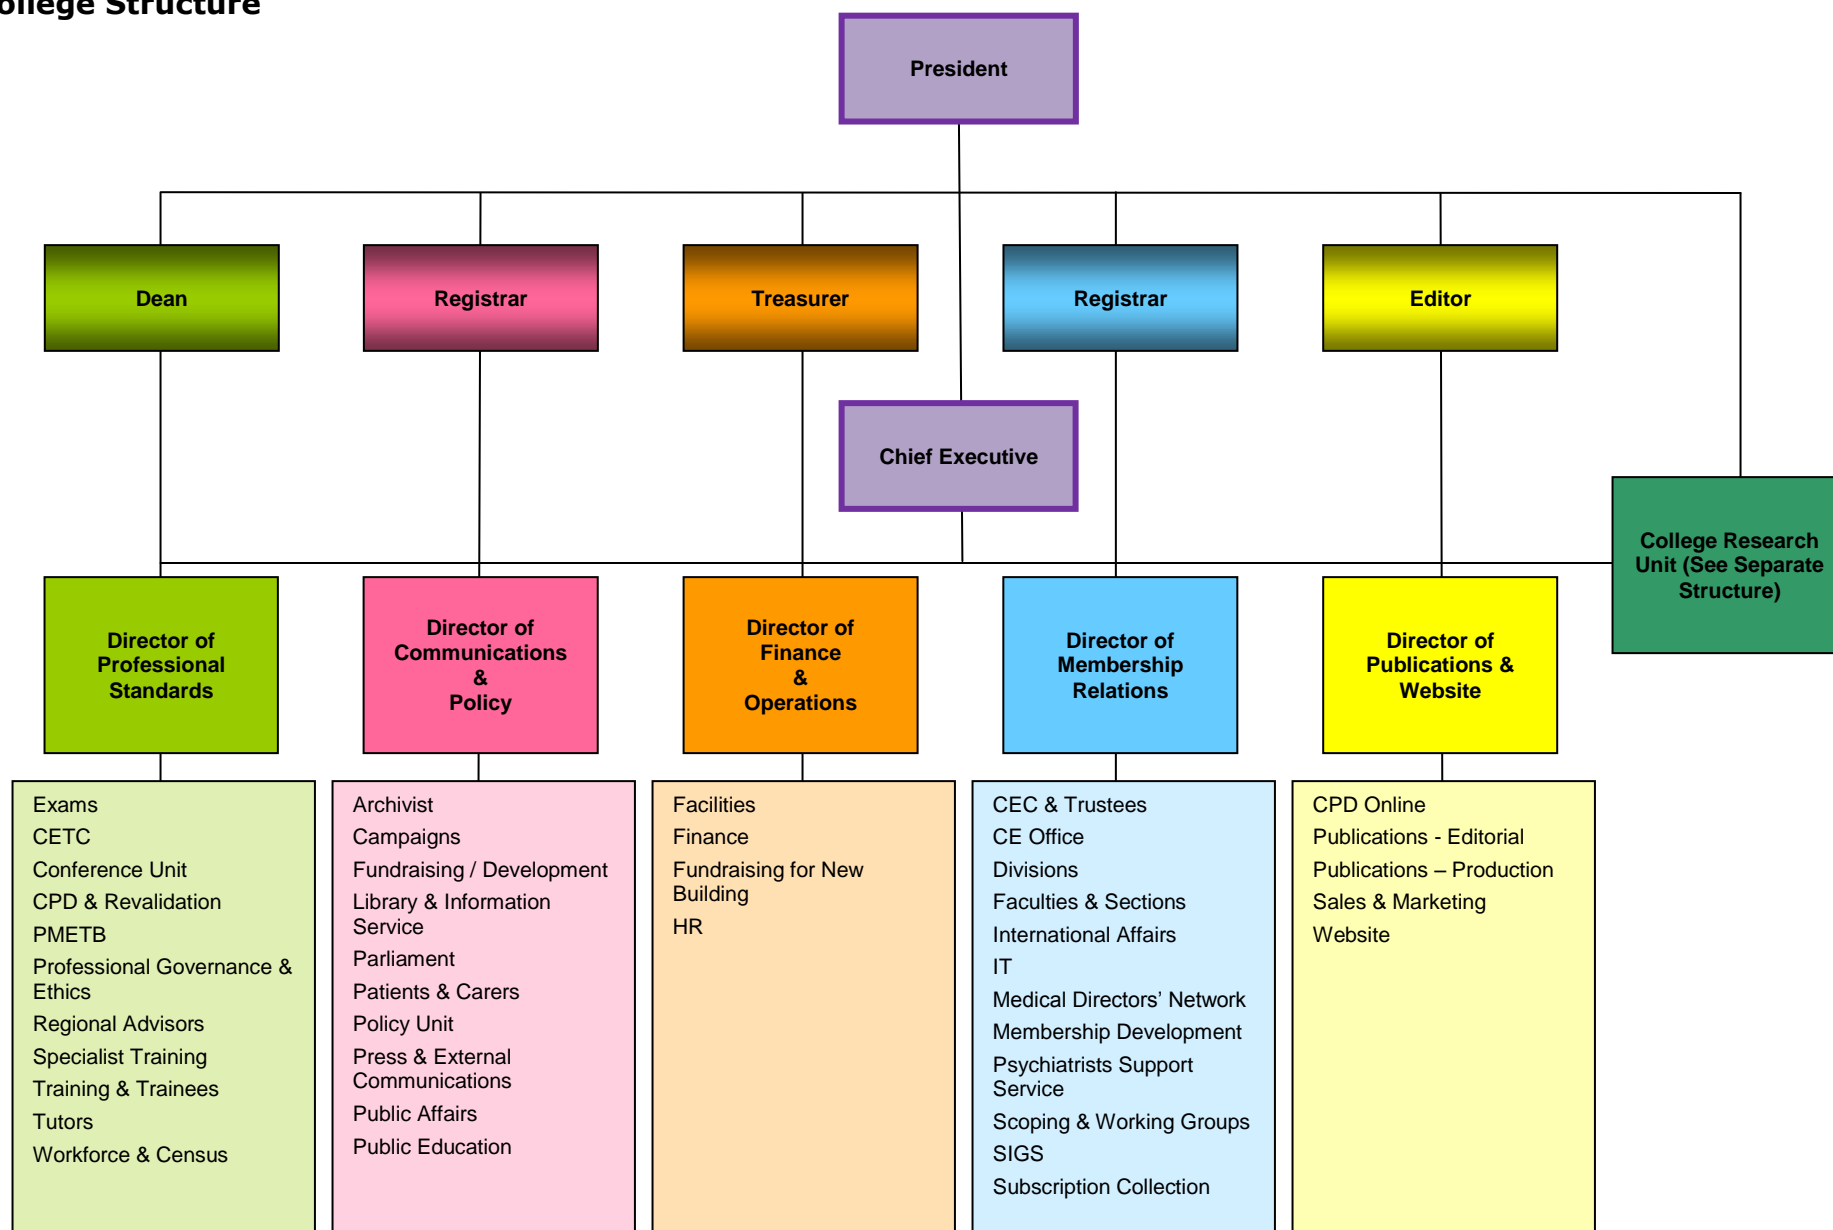 ollege Structure
President
Dean
Registrar
Treasurer
Registrar
Editor
Chief Executive
College Research
Unit (See Separate
Structure)
Director of
Professional
Standards
Director of
Communications
&
Policy
Director of
Finance
&
Operations
Director of
Membership
Relations
Director of
Publications &
Website
Exams
CETC
Conference Unit
CPD & Revalidation
PMETB
Professional Governance &
Ethics
Regional Advisors
Specialist Training
Training & Trainees
Tutors
Workforce & Census
Archivist
Campaigns
Fundraising / Development
Library & Information
Service
Parliament
Patients & Carers
Policy Unit
Press & External
Communications
Public Affairs
Public Education
Facilities
Finance
Fundraising for New
Building
HR
CEC & Trustees
CE Office
Divisions
Faculties & Sections
International Affairs
IT
Medical Directors’ Network
Membership Development
Psychiatrists Support
Service
Scoping & Working Groups
SIGS
Subscription Collection
CPD Online
Publications - Editorial
Publications – Production
Sales & Marketing
Website